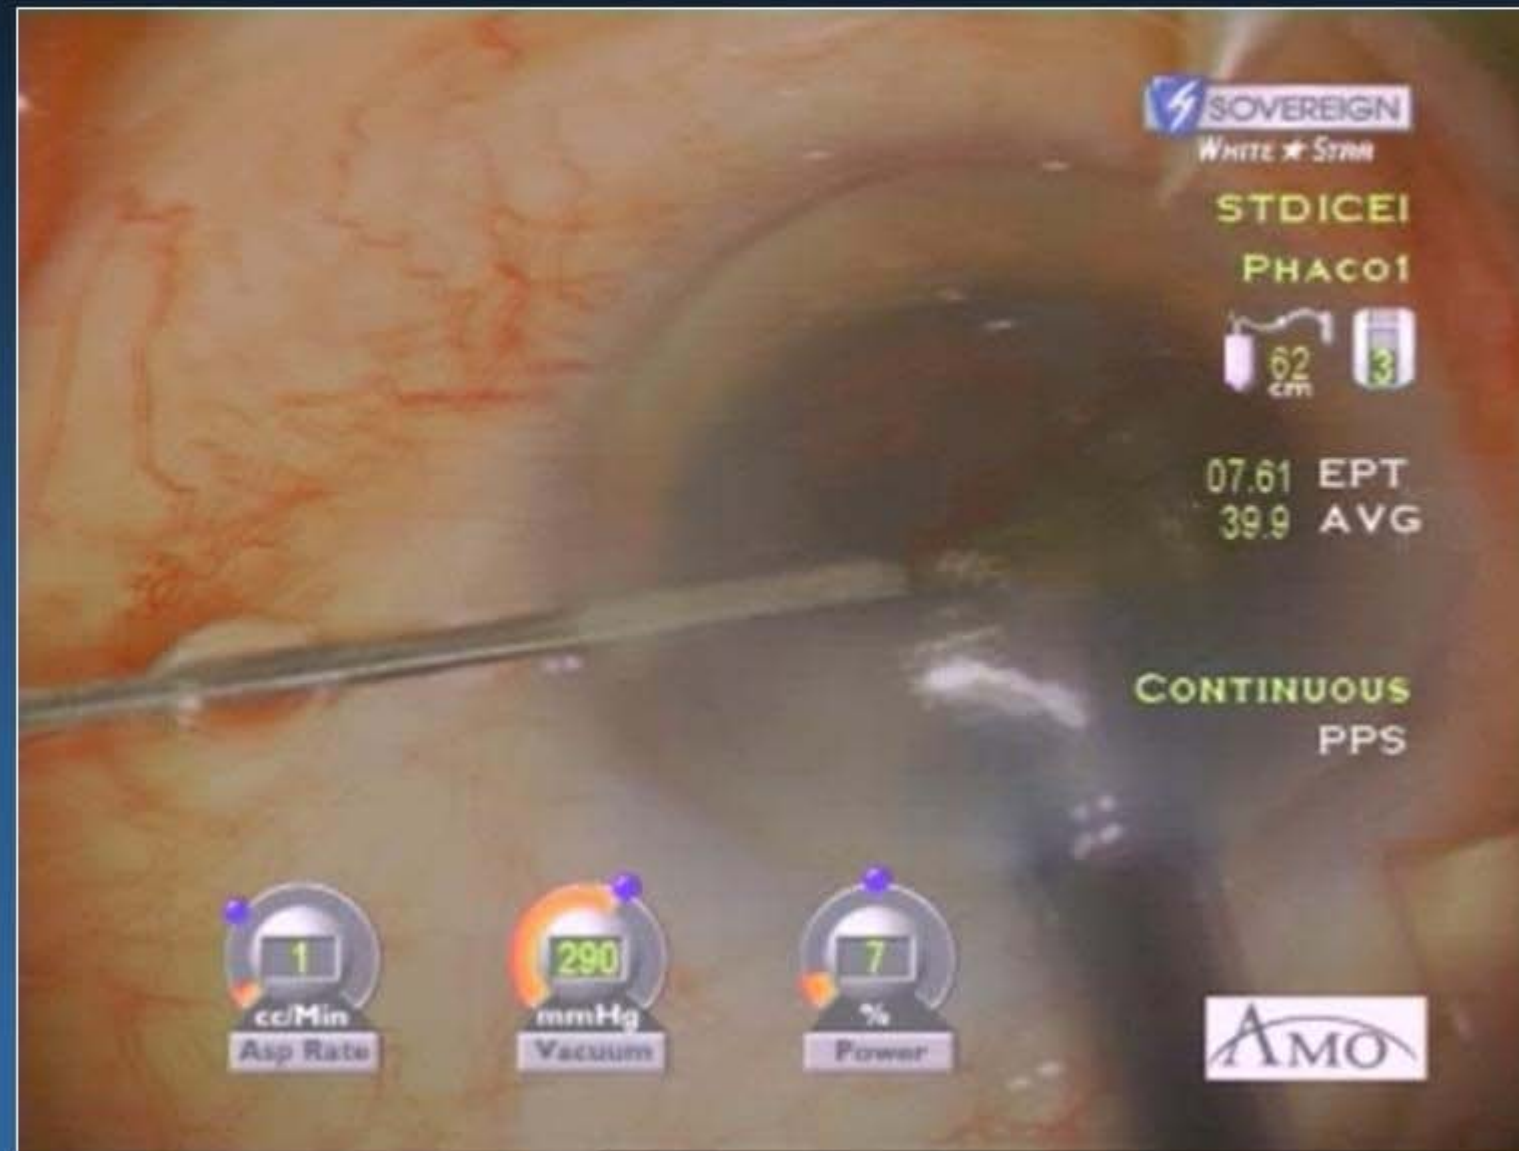 SOVEREIGN
WHITE ★ STAR
STDICEI
PHACO1
62
cm
3
07.61 EPT
39.9 AVG
CONTINUOUS
PPS
1
cc/Min
Asp Rate
290
mmHg
Vacuum
7
%
Power
AMO